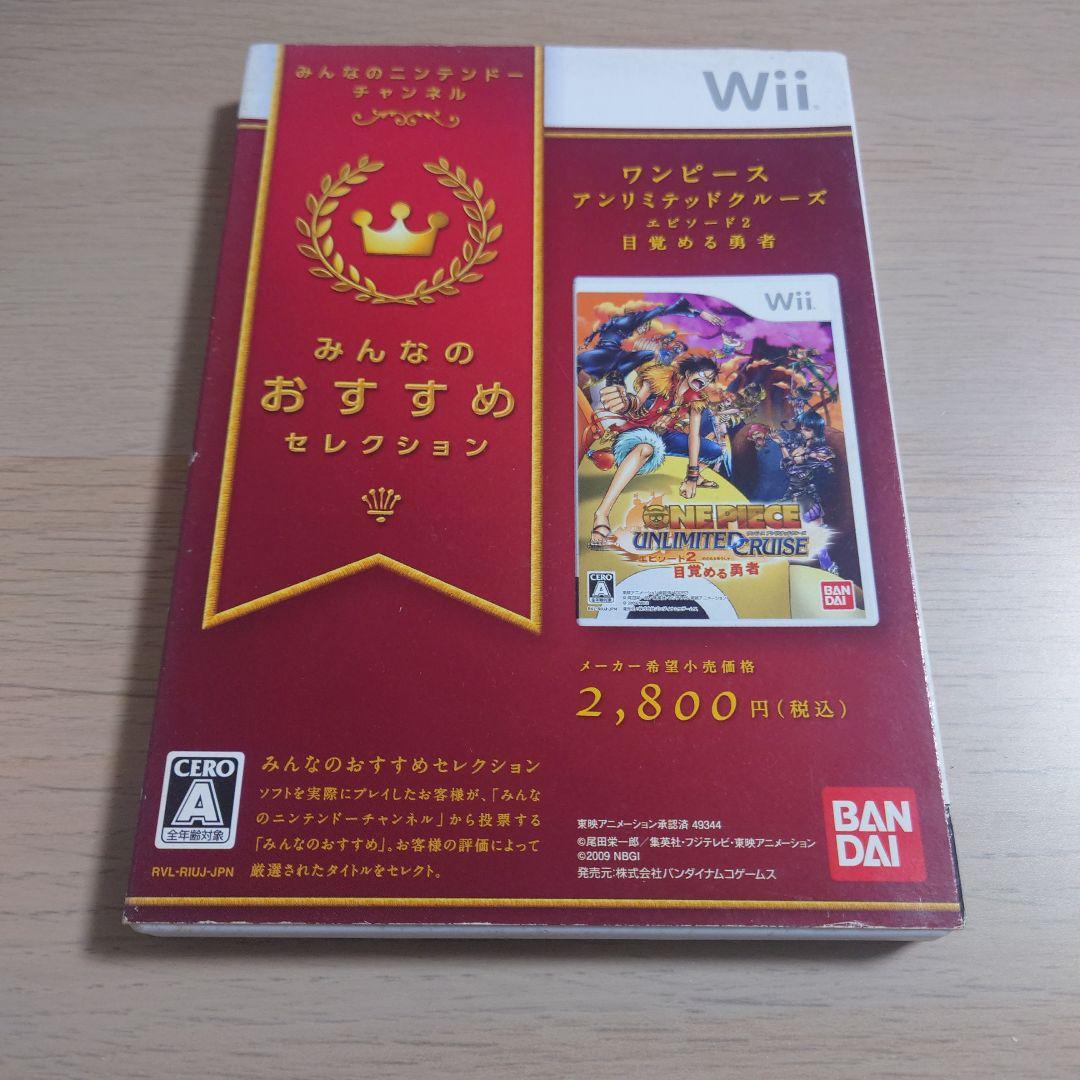 みんなのニンテンドー
チャンネル
みんなの
おすすめ
セレクション
Wii
ワンピース
アンリミテッドクルーズ
エピソード2
目覚める勇者
Wii
ONE PIECE
UNLIMITED CRUISE
エピソード2
目覚める勇者
CERO
A
全年齢対象
RVL-RIUJ-JPN
BAN
DAI
メーカー希望小売価格
2,800円(税込)
CERO
A
全年齢対象
RVL-RIUJ-JPN
みんなのおすすめセレクション
ソフトを実際にプレイしたお客様が、「みんな
のニンテンドーチャンネル」から投票する
「みんなのおすすめ」。お客様の評価によって
厳選されたタイトルをセレクト。
東映アニメーション承認済 49344
©尾田栄一郎/集英社・フジテレビ・東映アニメーション
©2009 NBGI
発売元:株式会社バンダイナムコゲームス
BAN
DAI